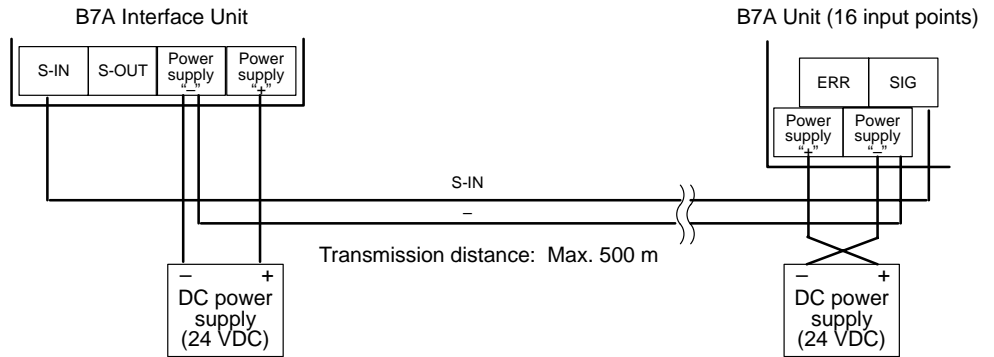 B7A Interface Unit
B7A Unit (16 input points)
S-IN
S-OUT
Power
supply
“–”
Power
supply
“+”
ERR
SIG
Power
supply
“+”
Power
supply
“–”
S-IN
–
Transmission distance: Max. 500 m
– +
DC power
supply
(24 VDC)
– +
DC power
supply
(24 VDC)